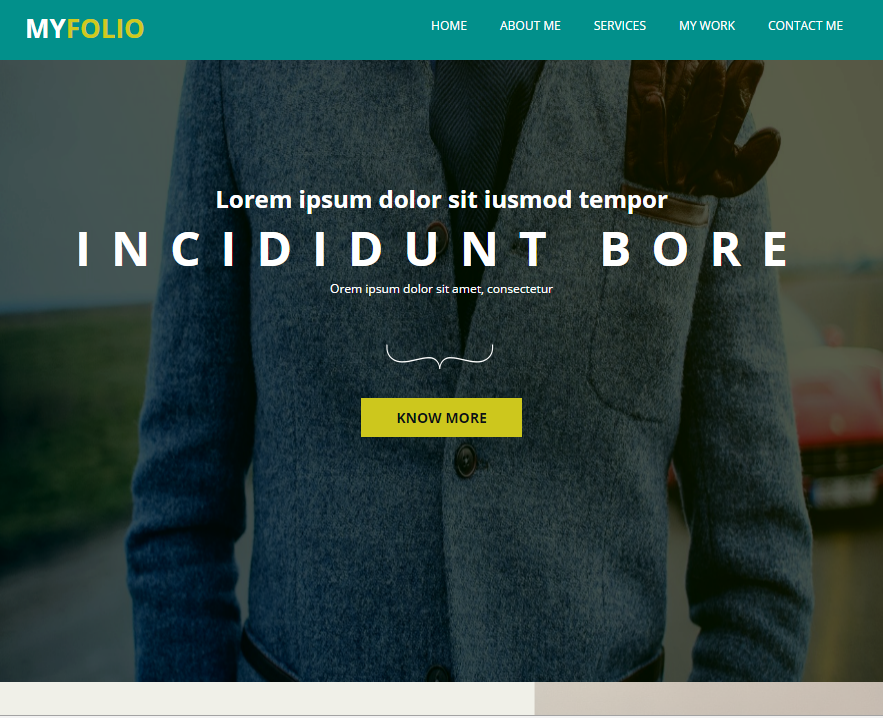 MYFOLIO
HOME ABOUT ME SERVICES MY WORK CONTACT ME
Lorem ipsum dolor sit iusmod tempor
INCIDIDUNT BORE
Orem ipsum dolor sit amet, consectetur
KNOW MORE